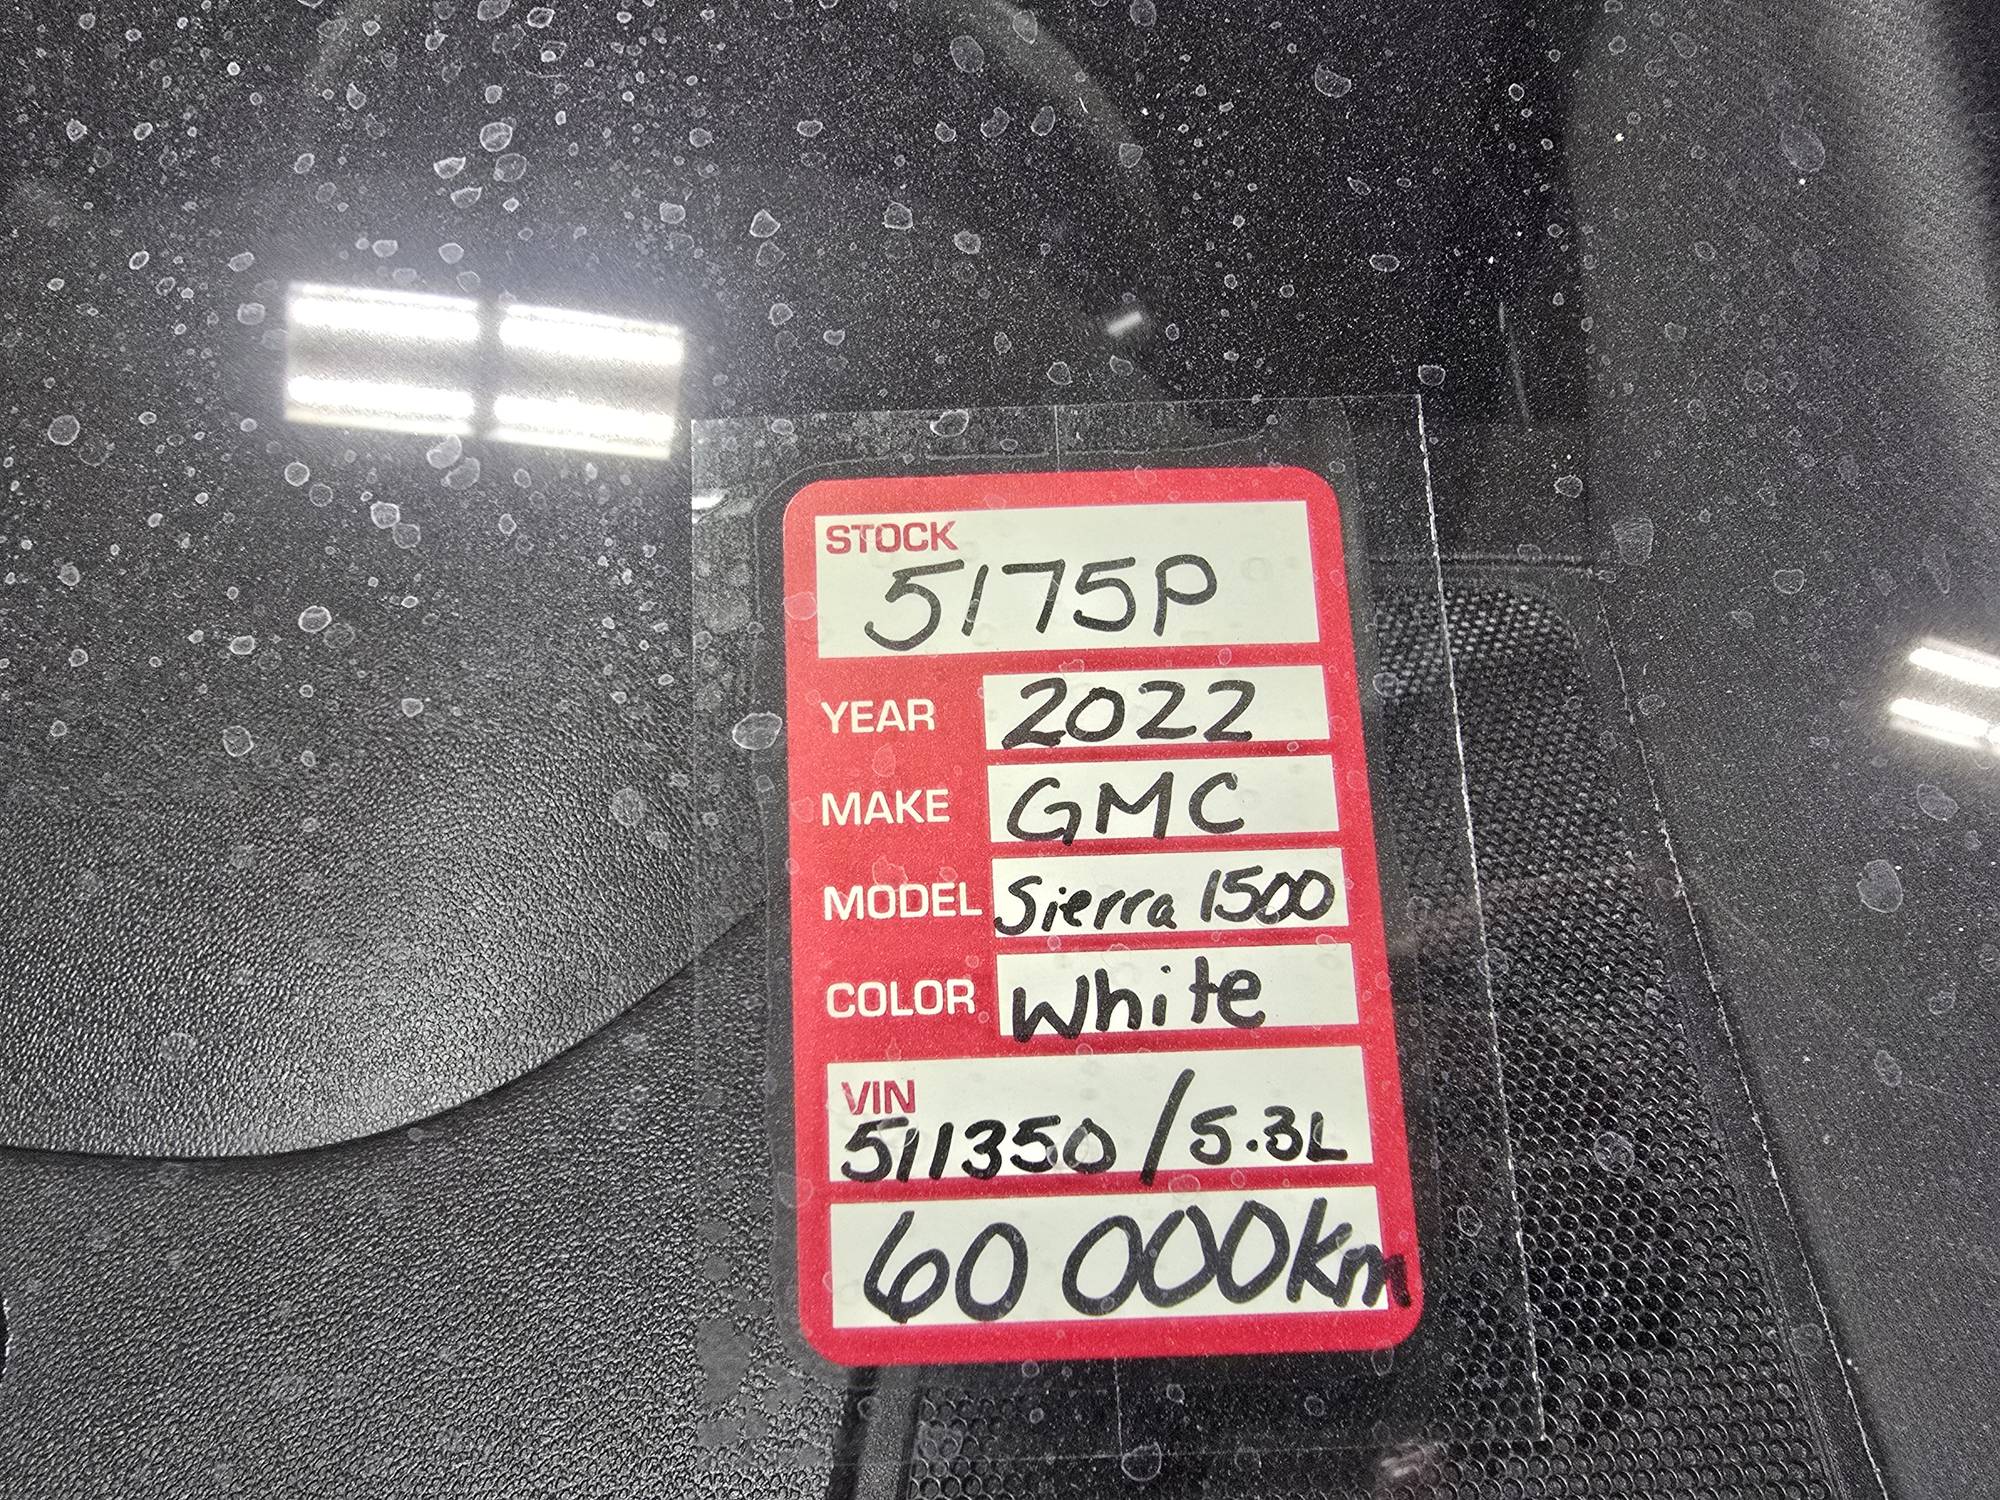 STOCK
5175P
YEAR 2022
MAKE GMC
MODEL Sierra 1500
COLOR White
VIN
511350/5.3L
60 000km